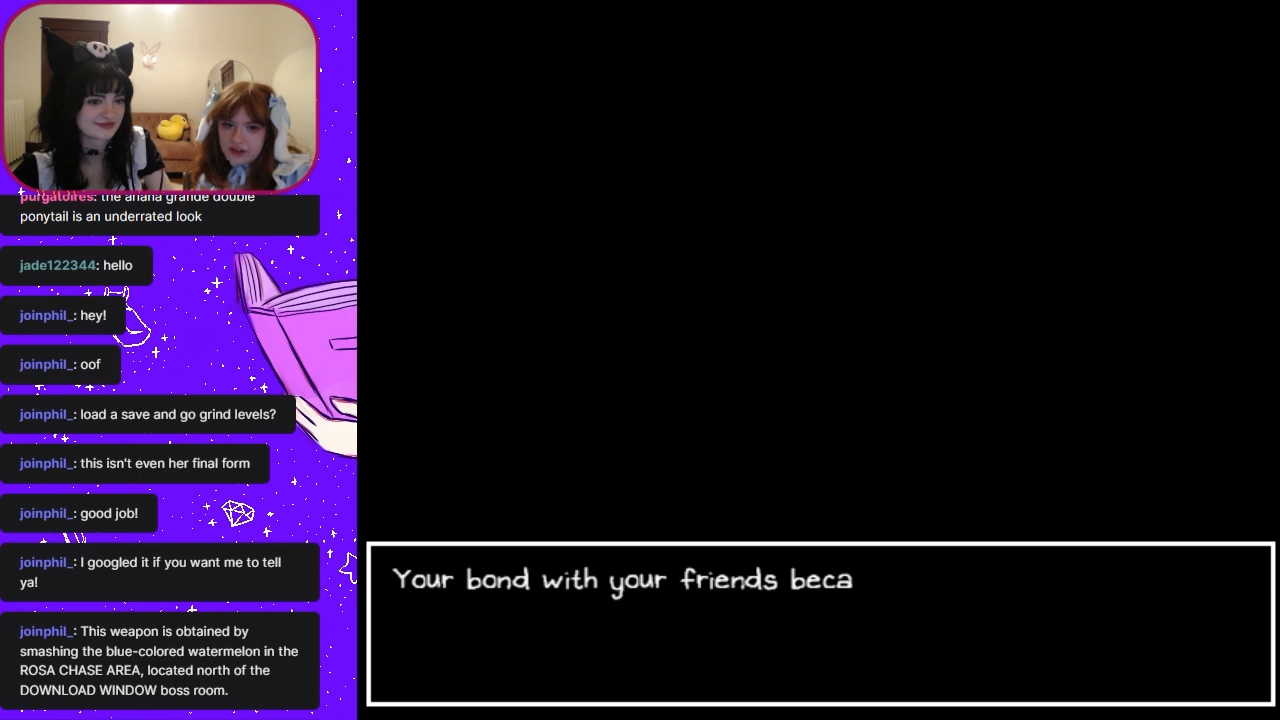 purgatoires: the ariana grande double
ponytail is an underrated look
jade122344: hello
joinphil_: hey!
joinphil_: oof
joinphil_: load a save and go grind levels?
joinphil_: this isn't even her final form
joinphil_: good job!
joinphil_: I googled it if you want me to tell
ya!
joinphil_: This weapon is obtained by
smashing the blue-colored watermelon in the
ROSA CHASE AREA, located north of the
DOWNLOAD WINDOW boss room.
Your bond with your friends beca